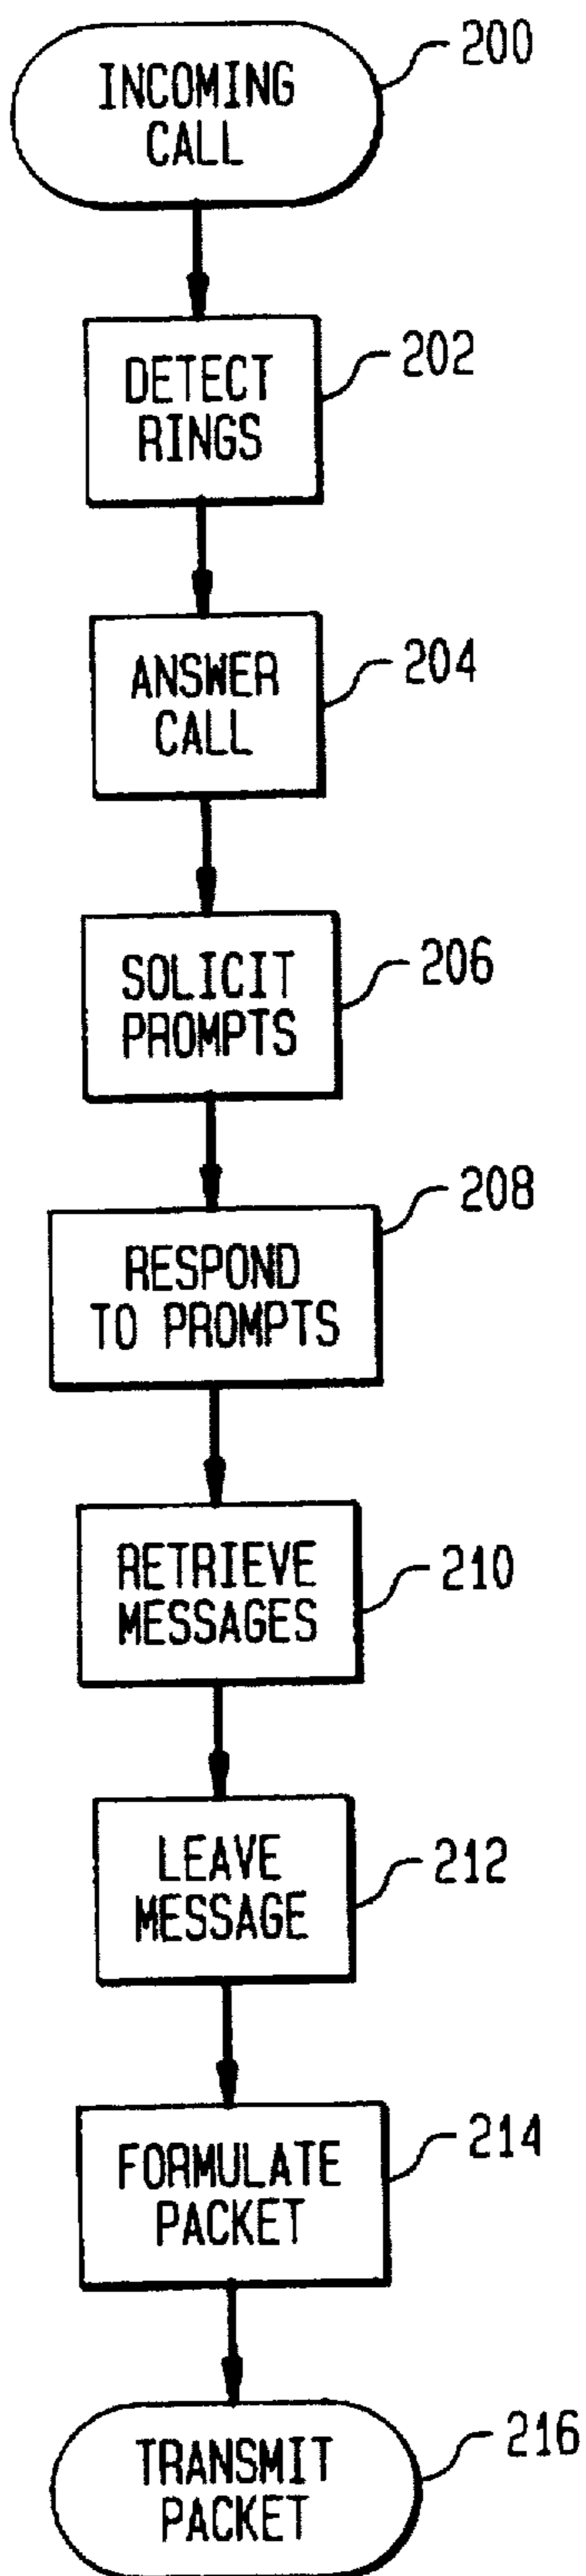 200
INCOMING
CALL
202
DETECT
RINGS
204
ANSWER
CALL
206
SOLICIT
PROMPTS
208
RESPOND
TO PROMPTS
210
RETRIEVE
MESSAGES
212
LEAVE
MESSAGE
214
FORMULATE
PACKET
216
TRANSMIT
PACKET